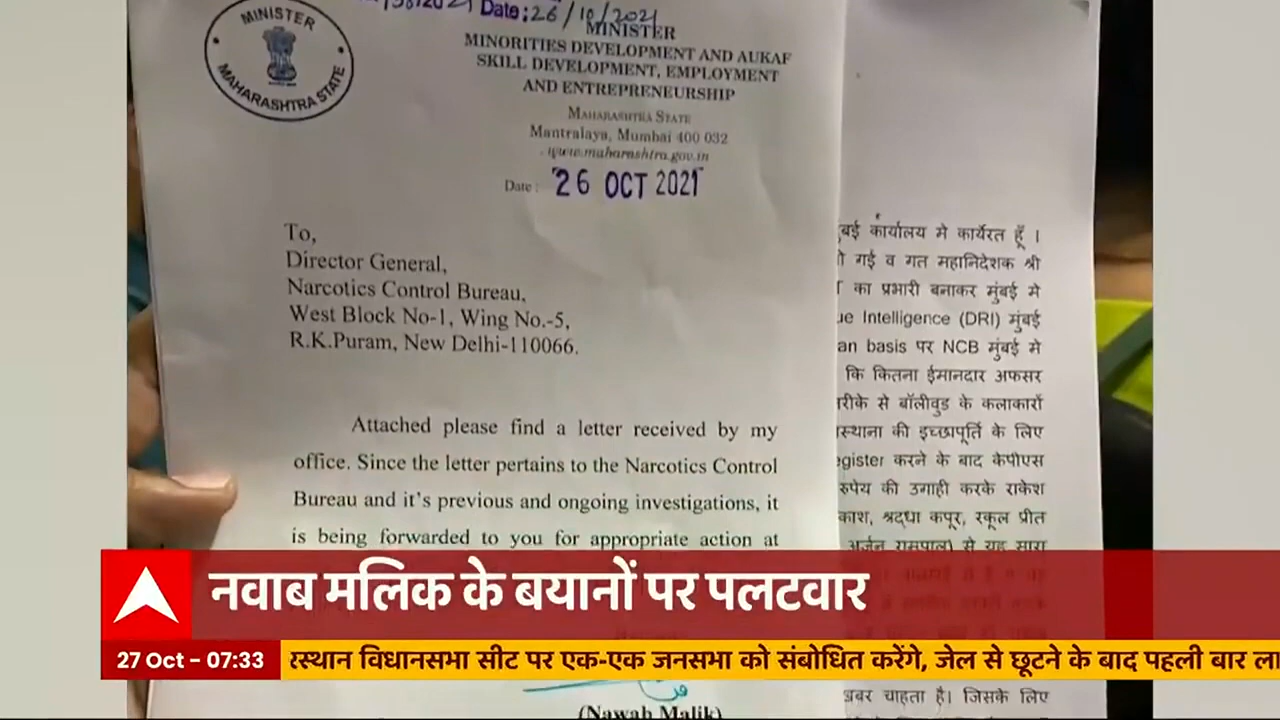 Date: 26/10/2021
MINISTER
MAHARASHTRA STATE
MINISTER
MINORITIES DEVELOPMENT AND AUKAF
SKILL DEVELOPMENT, EMPLOYMENT
AND ENTREPRENEURSHIP
MAHARASHTRA STATE
Mantralaya, Mumbai 400 032
www.maharashtra.gov.in
Date : 26 OCT 2021
To,
Director General,
Narcotics Control Bureau,
West Block No-1, Wing No.-5,
R.K.Puram, New Delhi-110066.
Attached please find a letter received by my
office. Since the letter pertains to the Narcotics Control
Bureau and it's previous and ongoing investigations, it
is being forwarded to you for appropriate action at
(Nawab Malik)
कार्यालय मे कार्यरत हूँ ।
गई व गत महानिदेशक श्री
का प्रभारी बनाकर मुंबई मे
Intelligence (DRI) मुंबई
basis पर NCB मुंबई मे
कि कितना ईमानदार अफसर
से बॉलीवुड के कलाकारों
की इच्छापूर्ति के लिए
करने के बाद केपीएस
रुपेय की उगाही करके राकेश
श्रद्धा कपूर, रकूल प्रीत
अर्जुन रामपाल) से यह सारा
चाहता है। जिसके लिए
नवाब मलिक के बयानों पर पलटवार
27 Oct – 07:33
रस्थान विधानसभा सीट पर एक-एक जनसभा को संबोधित करेंगे, जेल से छूटने के बाद पहली बार ला